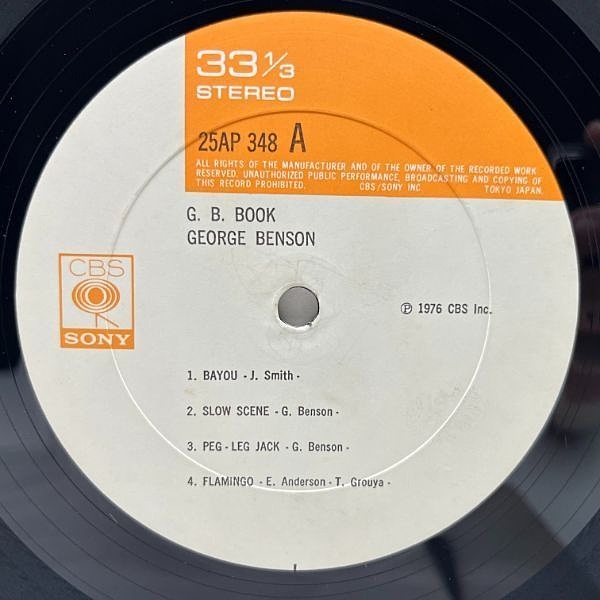 33 1/3
STEREO
25AP 348 A
ALL RIGHTS OF THE MANUFACTURER AND OF THE OWNER OF THE RECORDED WORK
RESERVED. UNAUTHORIZED PUBLIC PERFORMANCE, BROADCASTING AND COPYING OF
THIS RECORD PROHIBITED. CBS/SONY INC. TOKYO JAPAN.
G. B. BOOK
GEORGE BENSON
CBS
SONY
℗ 1976 CBS Inc.
1. BAYOU - J. Smith -
2. SLOW SCENE - G. Benson -
3. PEG - LEG JACK - G. Benson -
4. FLAMINGO - E. Anderson - T. Grouya -